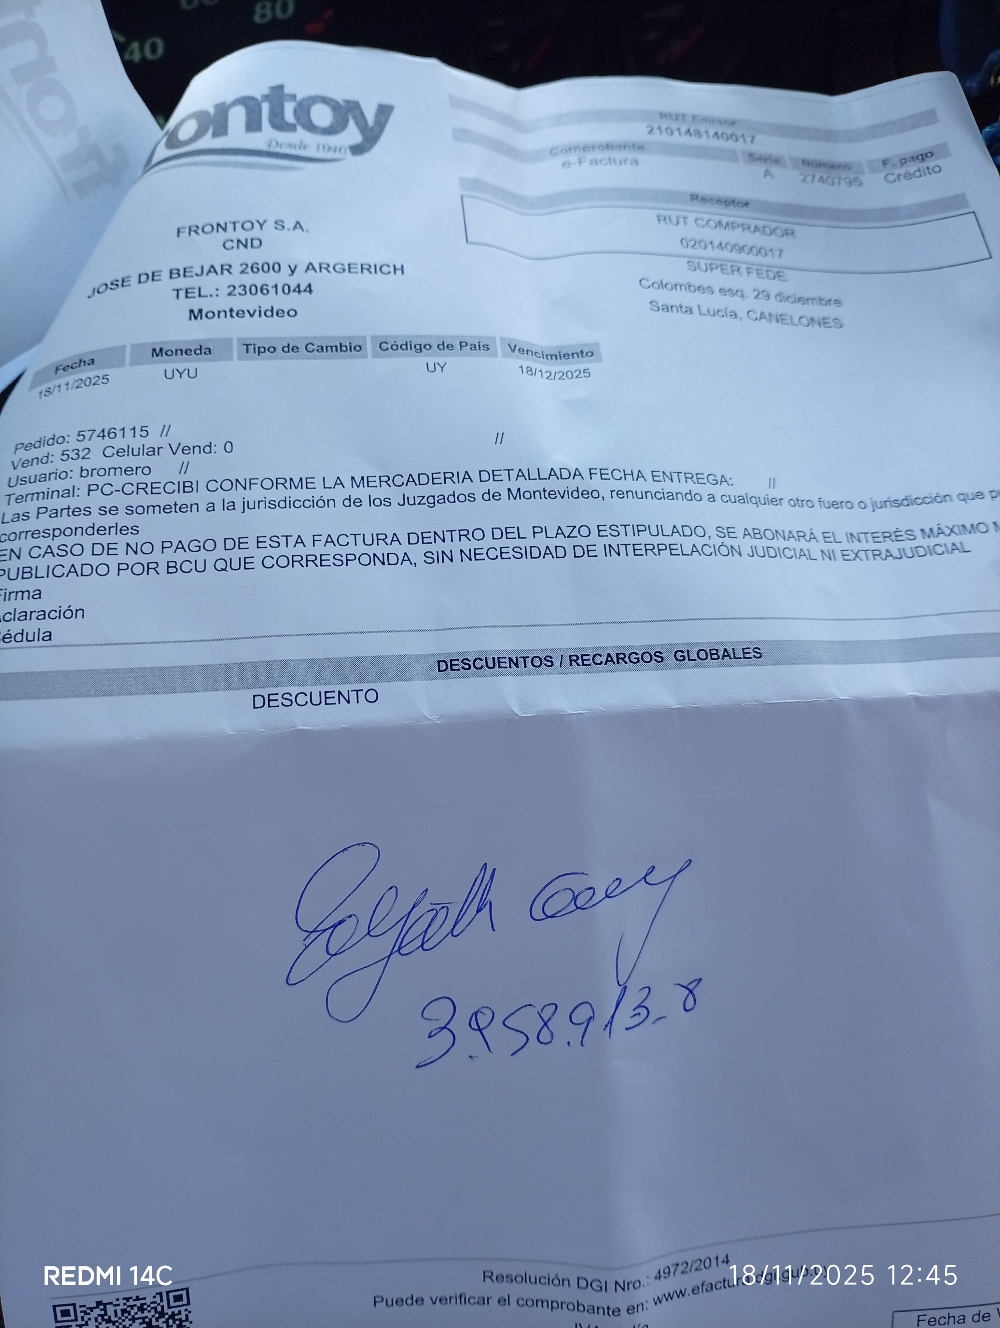 80
40
ontoy
Desde 1940
RUT Emisor
210148140017
Comprobante Serie Número F. pago
e-Factura A 2740795 Crédito
Receptor
RUT COMPRADOR
020140900017
SUPER FEDE
Colombes esq. 29 diciembre
Santa Lucía, CANELONES
FRONTOY S.A.
CND
JOSE DE BEJAR 2600 y ARGERICH
TEL.: 23061044
Montevideo
Fecha Moneda Tipo de Cambio Código de País Vencimiento
18/11/2025 UYU UY 18/12/2025
Pedido: 5746115 // //
Vend: 532 Celular Vend: 0
Usuario: bromero //
Terminal: PC-CRECIBI CONFORME LA MERCADERIA DETALLADA FECHA ENTREGA: //
Las Partes se someten a la jurisdicción de los Juzgados de Montevideo, renunciando a cualquier otro fuero o jurisdicción que p
corresponderles
EN CASO DE NO PAGO DE ESTA FACTURA DENTRO DEL PLAZO ESTIPULADO, SE ABONARÁ EL INTERÉS MÁXIMO
PUBLICADO POR BCU QUE CORRESPONDA, SIN NECESIDAD DE INTERPELACIÓN JUDICIAL NI EXTRAJUDICIAL
Firma
claración
édula
DESCUENTOS / RECARGOS GLOBALES
DESCUENTO
3.958.913-8
Resolución DGI Nro.: 4972/2014
Puede verificar el comprobante en: www.efactura.dgi.gub.uy
Fecha de
REDMI 14C
18/11/2025 12:45